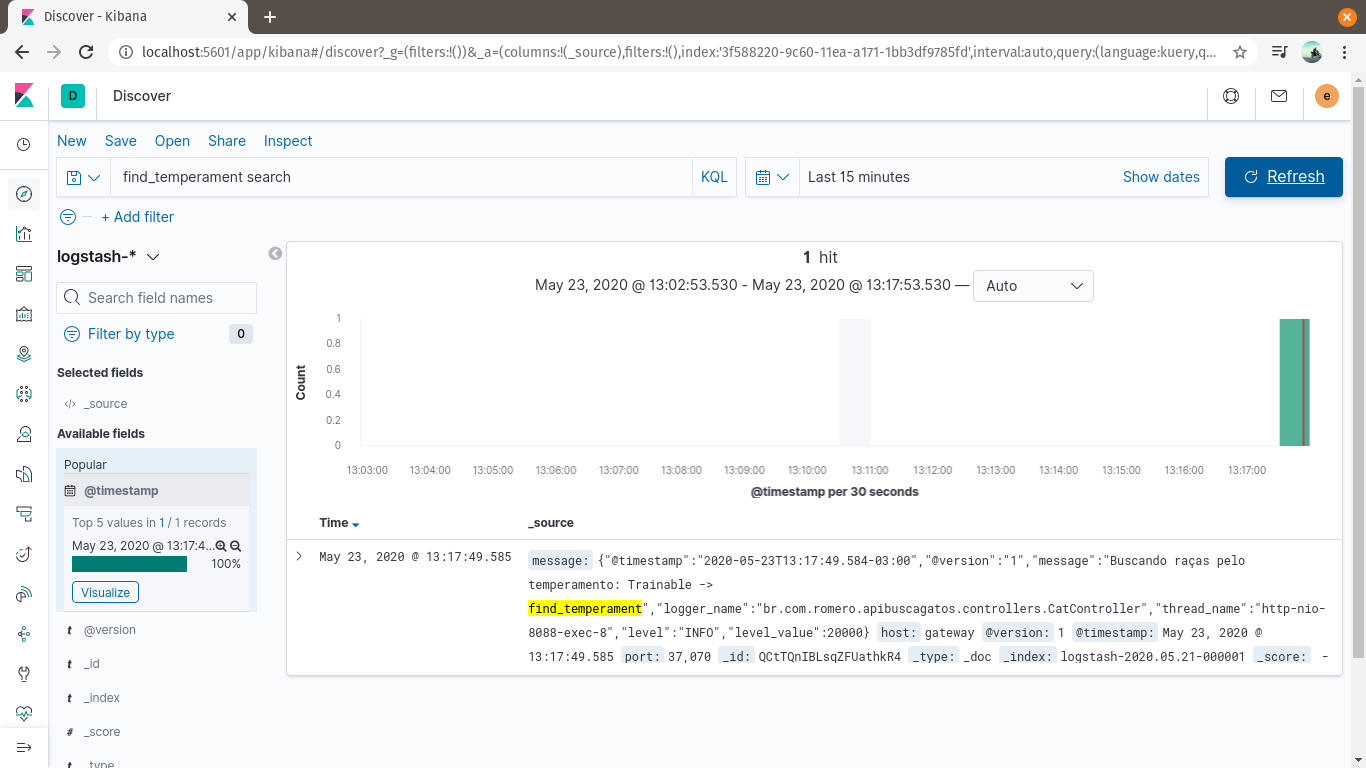 Discover - Kibana
localhost:5601/app/kibana#/discover?_g=(filters:!())&_a=(columns:!(_source),filters:!(),index:'3f588220-9c60-11ea-a171-1bb3df9785fd',interval:auto,query:(language:kuery,q...
D Discover e
New Save Open Share Inspect
find_temperament search KQL Last 15 minutes Show dates Refresh
+ Add filter
logstash-*
Search field names
Filter by type 0
Selected fields
</> _source
Available fields
Popular
@timestamp
Top 5 values in 1 / 1 records
May 23, 2020 @ 13:17:4...
100%
Visualize
t @version
t _id
t _index
# _score
_type
1 hit
May 23, 2020 @ 13:02:53.530 - May 23, 2020 @ 13:17:53.530 — Auto
Count
1
0.8
0.6
0.4
0.2
0
13:03:00 13:04:00 13:05:00 13:06:00 13:07:00 13:08:00 13:09:00 13:10:00 13:11:00 13:12:00 13:13:00 13:14:00 13:15:00 13:16:00 13:17:00
@timestamp per 30 seconds
Time _source
May 23, 2020 @ 13:17:49.585
message: {"@timestamp":"2020-05-23T13:17:49.584-03:00","@version":"1","message":"Buscando raças pelo
temperamento: Trainable ->
find_temperament","logger_name":"br.com.romero.apibuscagatos.controllers.CatController","thread_name":"http-nio-
8088-exec-8","level":"INFO","level_value":20000} host: gateway @version: 1 @timestamp: May 23, 2020 @
13:17:49.585 port: 37,070 _id: QCtTQnIBLsqZFUathkR4 _type: _doc _index: logstash-2020.05.21-000001 _score: -